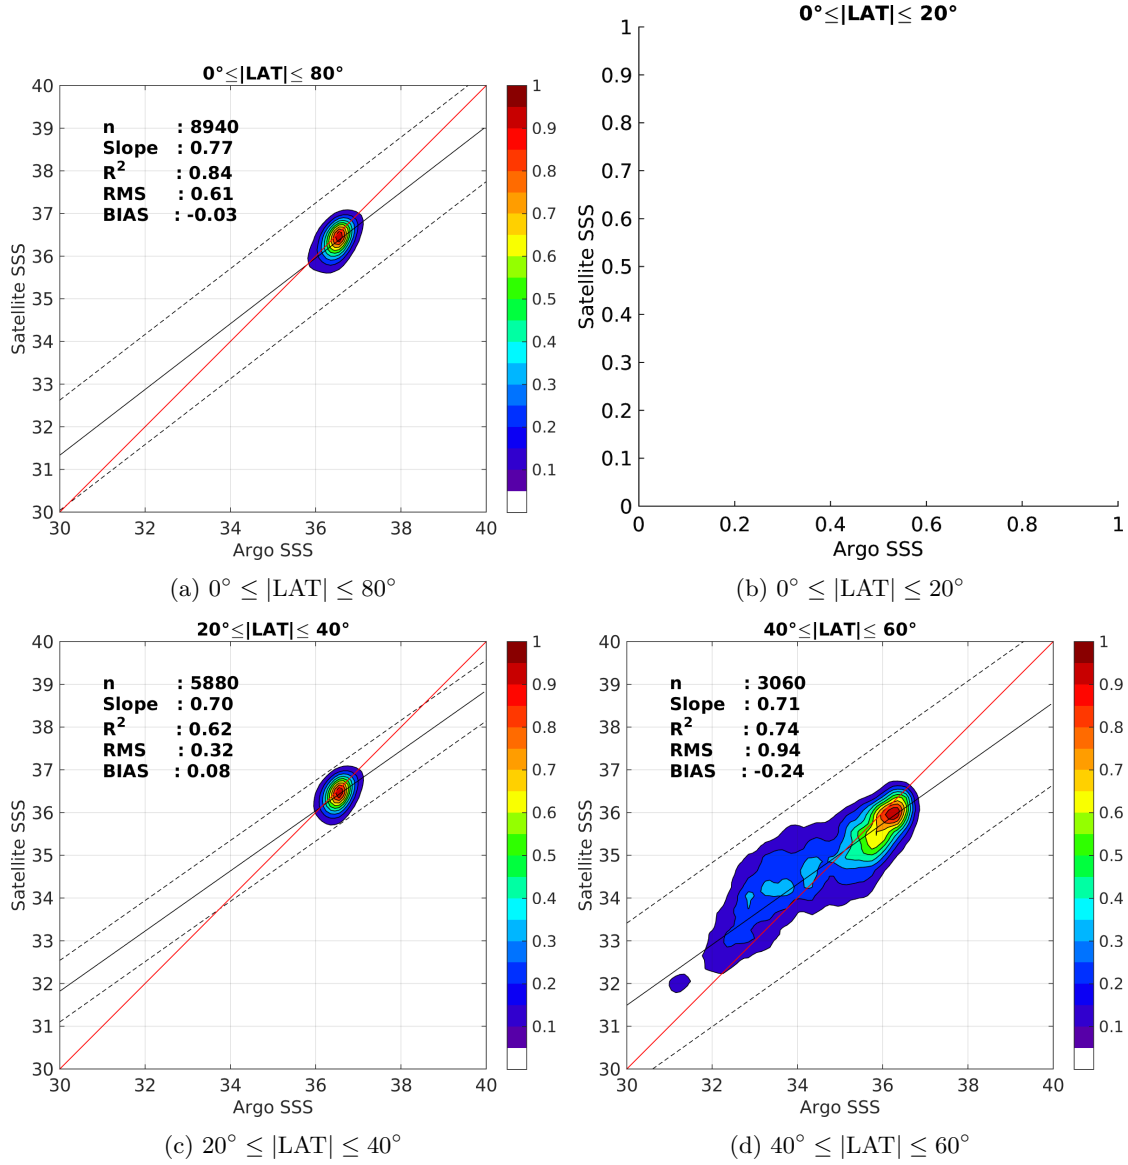 0°≤|LAT|≤ 80°
n : 8940
Slope : 0.77
R² : 0.84
RMS : 0.61
BIAS : -0.03
40
39
38
37
36
35
34
33
32
31
30
30 32 34 36 38 40
Satellite SSS
Argo SSS
1
0.9
0.8
0.7
0.6
0.5
0.4
0.3
0.2
0.1
(a) 0° ≤ |LAT| ≤ 80°
0°≤|LAT|≤ 20°
1
0.9
0.8
0.7
0.6
0.5
0.4
0.3
0.2
0.1
0
0 0.2 0.4 0.6 0.8 1
Satellite SSS
Argo SSS
(b) 0° ≤ |LAT| ≤ 20°
20°≤|LAT|≤ 40°
n : 5880
Slope : 0.70
R² : 0.62
RMS : 0.32
BIAS : 0.08
40
39
38
37
36
35
34
33
32
31
30
30 32 34 36 38 40
Satellite SSS
Argo SSS
1
0.9
0.8
0.7
0.6
0.5
0.4
0.3
0.2
0.1
(c) 20° ≤ |LAT| ≤ 40°
40°≤|LAT|≤ 60°
n : 3060
Slope : 0.71
R² : 0.74
RMS : 0.94
BIAS : -0.24
40
39
38
37
36
35
34
33
32
31
30
30 32 34 36 38 40
Satellite SSS
Argo SSS
1
0.9
0.8
0.7
0.6
0.5
0.4
0.3
0.2
0.1
(d) 40° ≤ |LAT| ≤ 60°